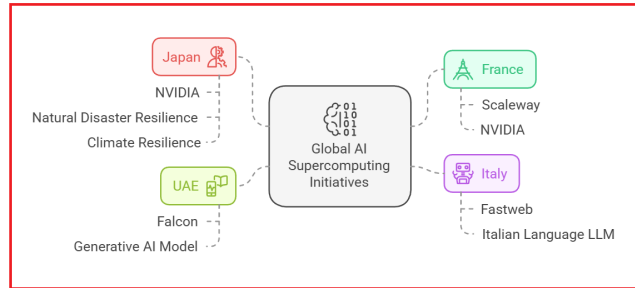 Japan
NVIDIA
Natural Disaster Resilience
Climate Resilience
UAE
Falcon
Generative AI Model
01
10
01
01
Global AI
Supercomputing
Initiatives
France
Scaleway
NVIDIA
Italy
Fastweb
Italian Language LLM